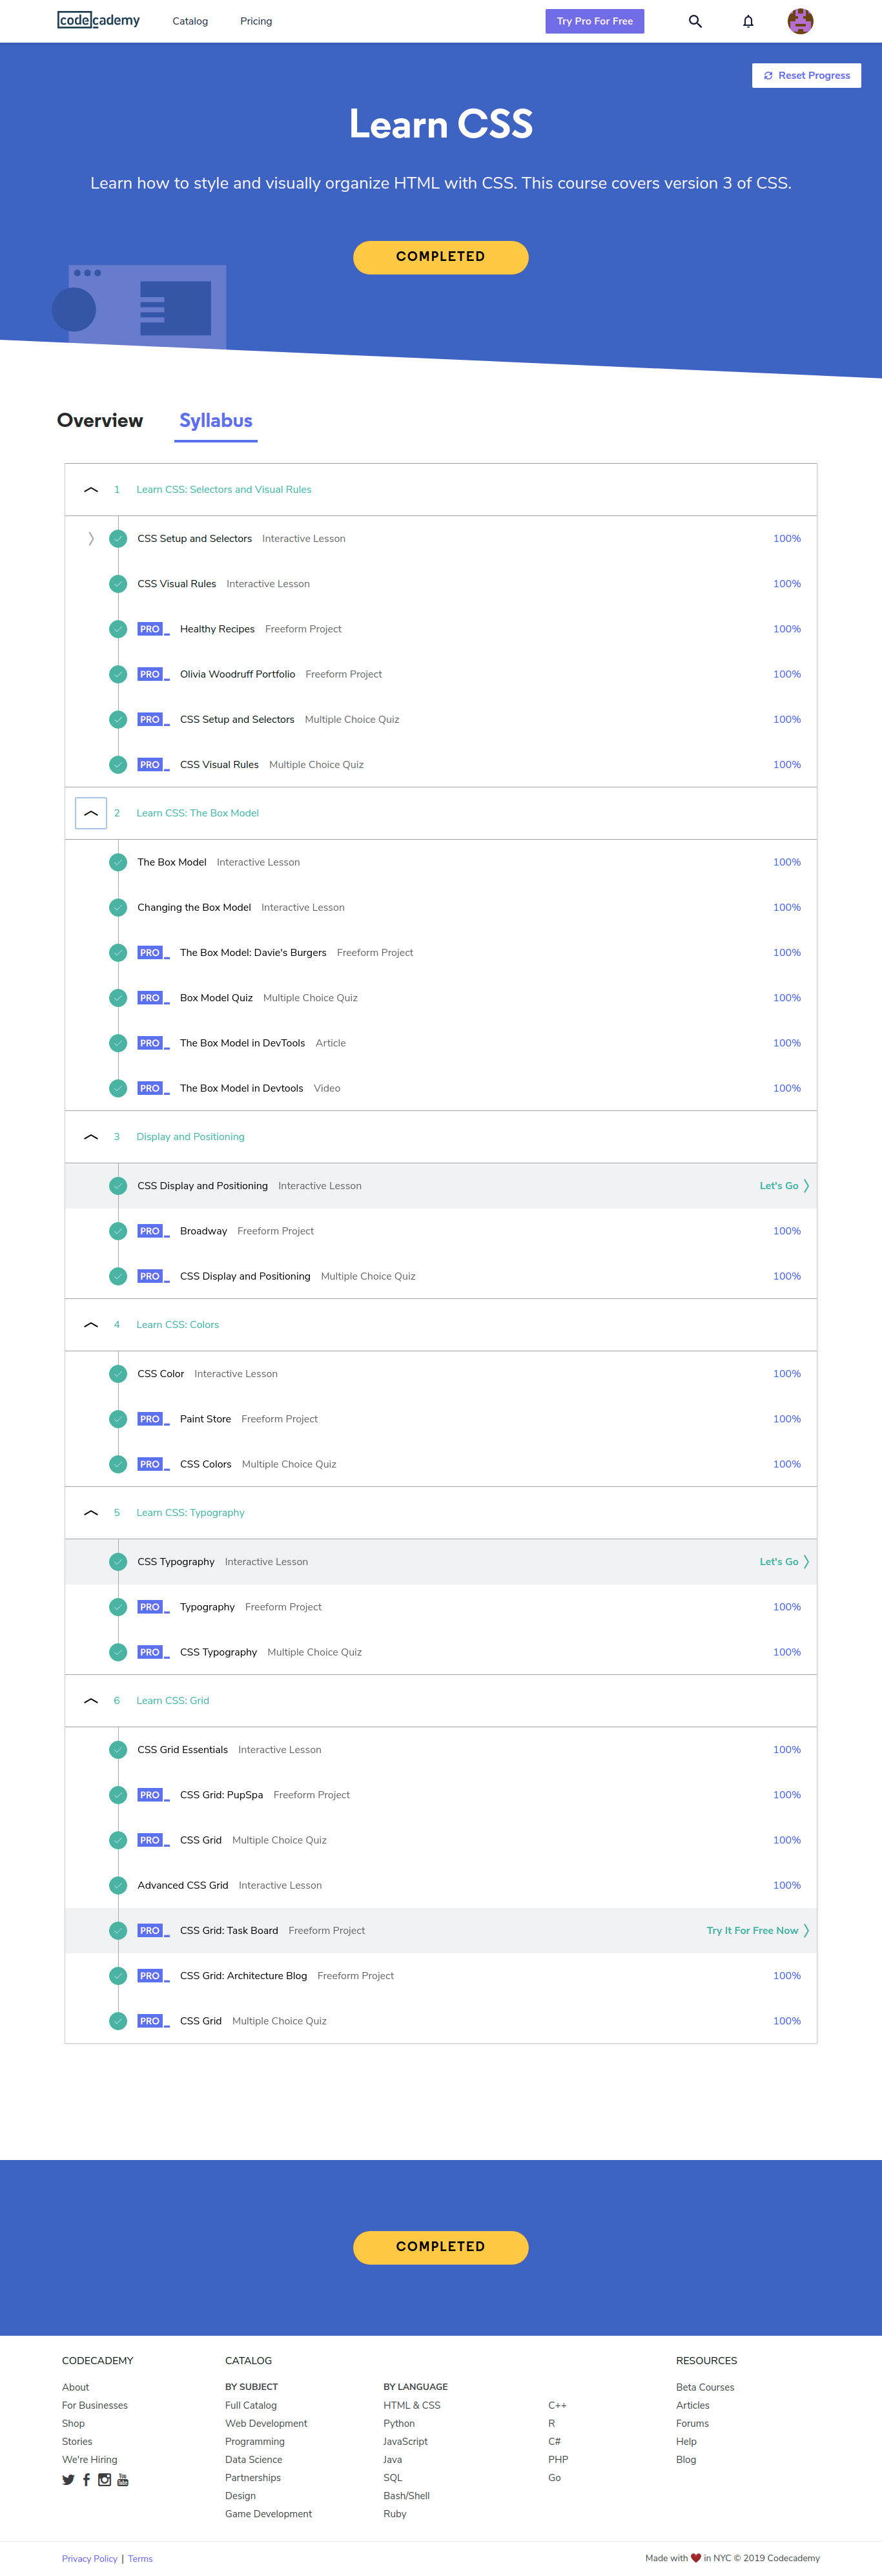 codecademy Catalog Pricing Try Pro For Free
Reset Progress
Learn CSS
Learn how to style and visually organize HTML with CSS. This course covers version 3 of CSS.
COMPLETED
Overview Syllabus
1 Learn CSS: Selectors and Visual Rules
CSS Setup and Selectors Interactive Lesson 100%
CSS Visual Rules Interactive Lesson 100%
PRO Healthy Recipes Freeform Project 100%
PRO Olivia Woodruff Portfolio Freeform Project 100%
PRO CSS Setup and Selectors Multiple Choice Quiz 100%
PRO CSS Visual Rules Multiple Choice Quiz 100%
2 Learn CSS: The Box Model
The Box Model Interactive Lesson 100%
Changing the Box Model Interactive Lesson 100%
PRO The Box Model: Davie's Burgers Freeform Project 100%
PRO Box Model Quiz Multiple Choice Quiz 100%
PRO The Box Model in DevTools Article 100%
PRO The Box Model in Devtools Video 100%
3 Display and Positioning
CSS Display and Positioning Interactive Lesson Let's Go
PRO Broadway Freeform Project 100%
PRO CSS Display and Positioning Multiple Choice Quiz 100%
4 Learn CSS: Colors
CSS Color Interactive Lesson 100%
PRO Paint Store Freeform Project 100%
PRO CSS Colors Multiple Choice Quiz 100%
5 Learn CSS: Typography
CSS Typography Interactive Lesson Let's Go
PRO Typography Freeform Project 100%
PRO CSS Typography Multiple Choice Quiz 100%
6 Learn CSS: Grid
CSS Grid Essentials Interactive Lesson 100%
PRO CSS Grid: PupSpa Freeform Project 100%
PRO CSS Grid Multiple Choice Quiz 100%
Advanced CSS Grid Interactive Lesson 100%
PRO CSS Grid: Task Board Freeform Project Try It For Free Now
PRO CSS Grid: Architecture Blog Freeform Project 100%
PRO CSS Grid Multiple Choice Quiz 100%
COMPLETED
CODECADEMY CATALOG RESOURCES
About BY SUBJECT BY LANGUAGE Beta Courses
For Businesses Full Catalog HTML & CSS C++ Articles
Shop Web Development Python R Forums
Stories Programming JavaScript C# Help
We're Hiring Data Science Java PHP Blog
You Tube Partnerships SQL Go
Design Bash/Shell
Game Development Ruby
Privacy Policy | Terms Made with ❤️ in NYC © 2019 Codecademy